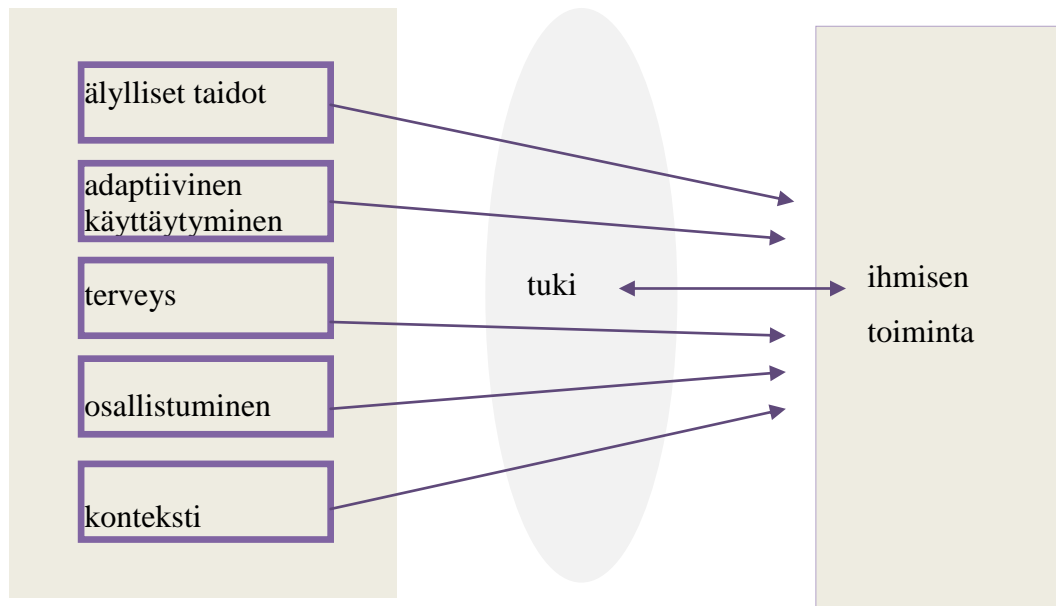 älylliset taidot
adaptiivinen
käyttäytyminen
terveys
osallistuminen
konteksti
tuki
ihmisen
toiminta